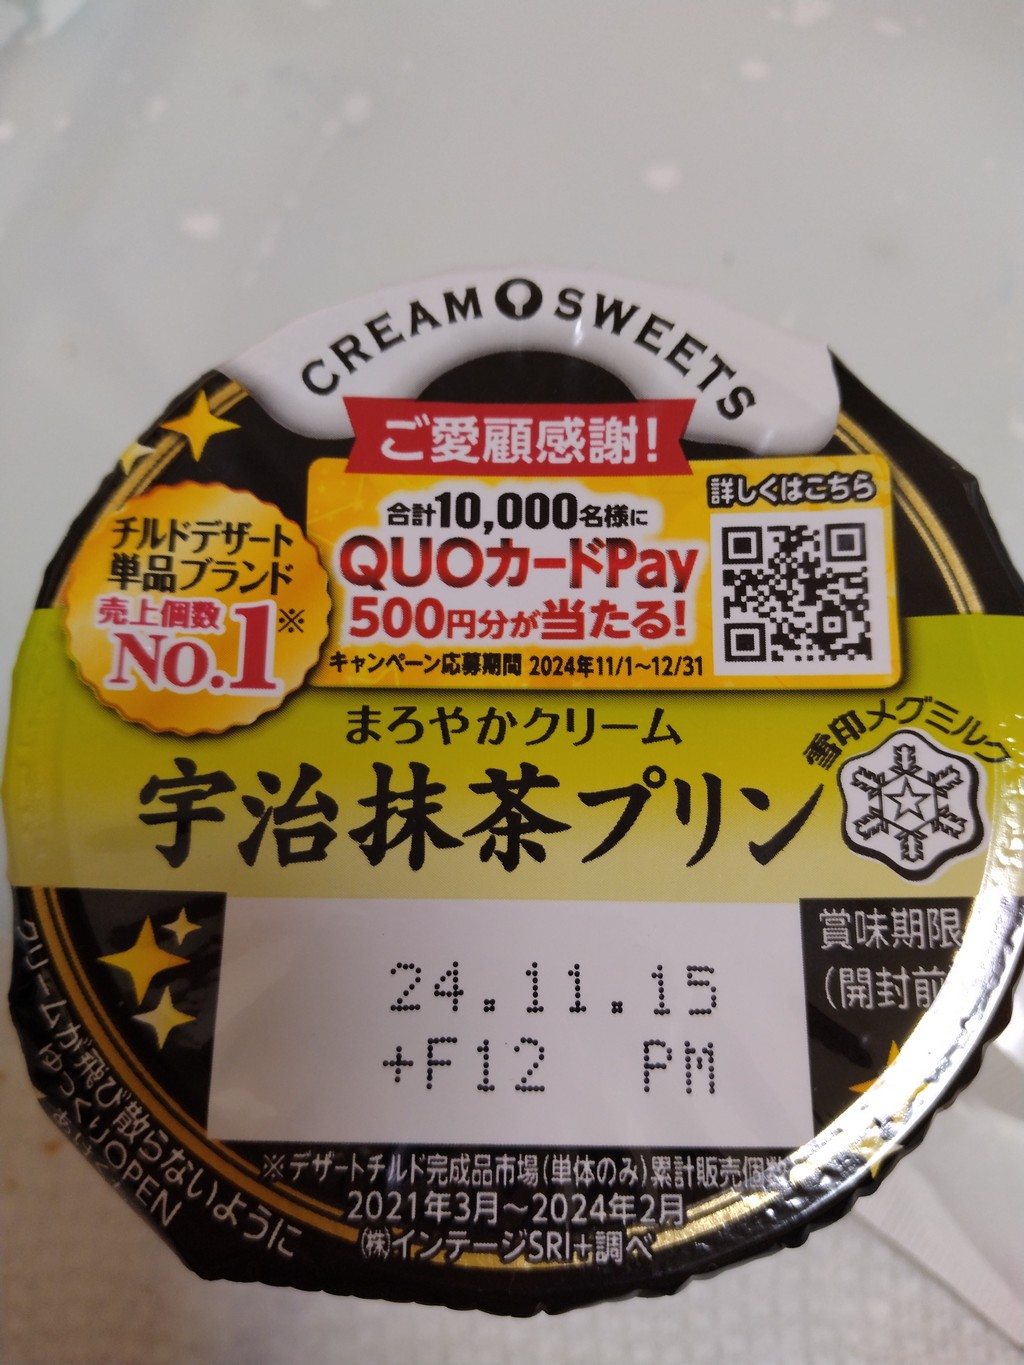 CREAM SWEETS
ご愛顧感謝!
合計10,000名様に
QUOカードPay
500円分が当たる!
キャンペーン応募期間 2024年11/1～12/31
詳しくはこちら
チルドデザート
単品ブランド
売上個数
No.1※
まろやかクリーム
宇治抹茶プリン
雪印メグミルク
賞味期限
(開封前
24.11.15
+F12 PM
※デザートチルド完成品市場(単体のみ)累計販売個数
2021年3月～2024年2月
(株)インテージSRI+調べ
クリームが飛び散らないように
ゆっくりOPEN